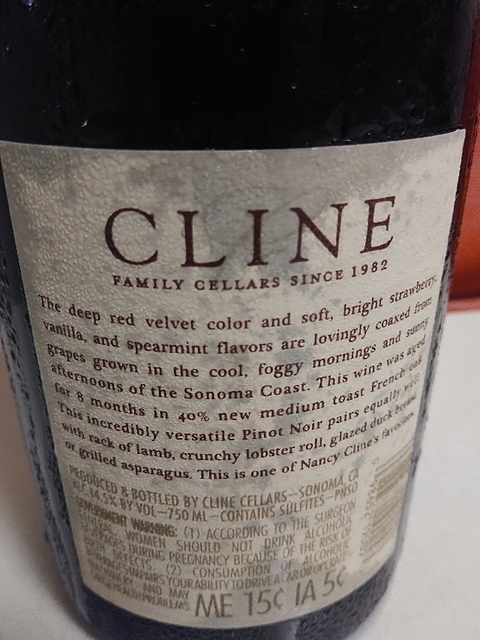 CLINE
FAMILY CELLARS SINCE 1982
The deep red velvet color and soft, bright strawberry,
vanilla, and spearmint flavors are lovingly coaxed from
grapes grown in the cool, foggy mornings and sunny
afternoons of the Sonoma Coast. This wine was aged
for 8 months in 40% new medium toast French oak
This incredibly versatile Pinot Noir pairs equally well
with rack of lamb, crunchy lobster roll, glazed duck breast,
or grilled asparagus. This is one of Nancy Cline's favorites.
PRODUCED & BOTTLED BY CLINE CELLARS–SONOMA, CA
ALC. 14.5% BY VOL–750 ML–CONTAINS SULFITES–PNSO
GOVERNMENT WARNING: (1) ACCORDING TO THE SURGEON
GENERAL, WOMEN SHOULD NOT DRINK ALCOHOLIC
BEVERAGES DURING PREGNANCY BECAUSE OF THE RISK OF
BIRTH DEFECTS. (2) CONSUMPTION OF ALCOHOLIC
BEVERAGES IMPAIRS YOUR ABILITY TO DRIVE A CAR OR OPERATE
MACHINERY, AND MAY
CAUSE HEALTH PROBLEMS
ME 15¢ IA 5¢